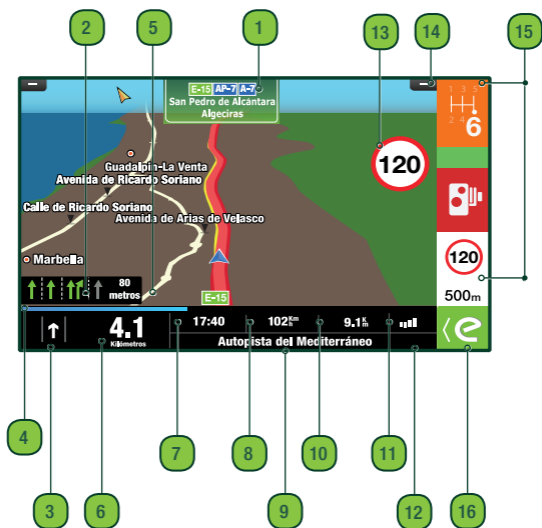 2
5
1
13
14
15
E-15 AP-7 A-7
San Pedro de Alcántara
Algeciras
1 3 5
2 4
6
120
Guadalpin-La Venta
Avenida de Ricardo Soriano
Calle de Ricardo Soriano
Avenida de Arias de Velasco
Marbella
120
500m
80
metros
E-15
4.1
Kilómetros
17:40
102 Km/h
9.1 K/m
Autopista del Mediterráneo
e
4
7
8
10
11
3
6
9
12
16